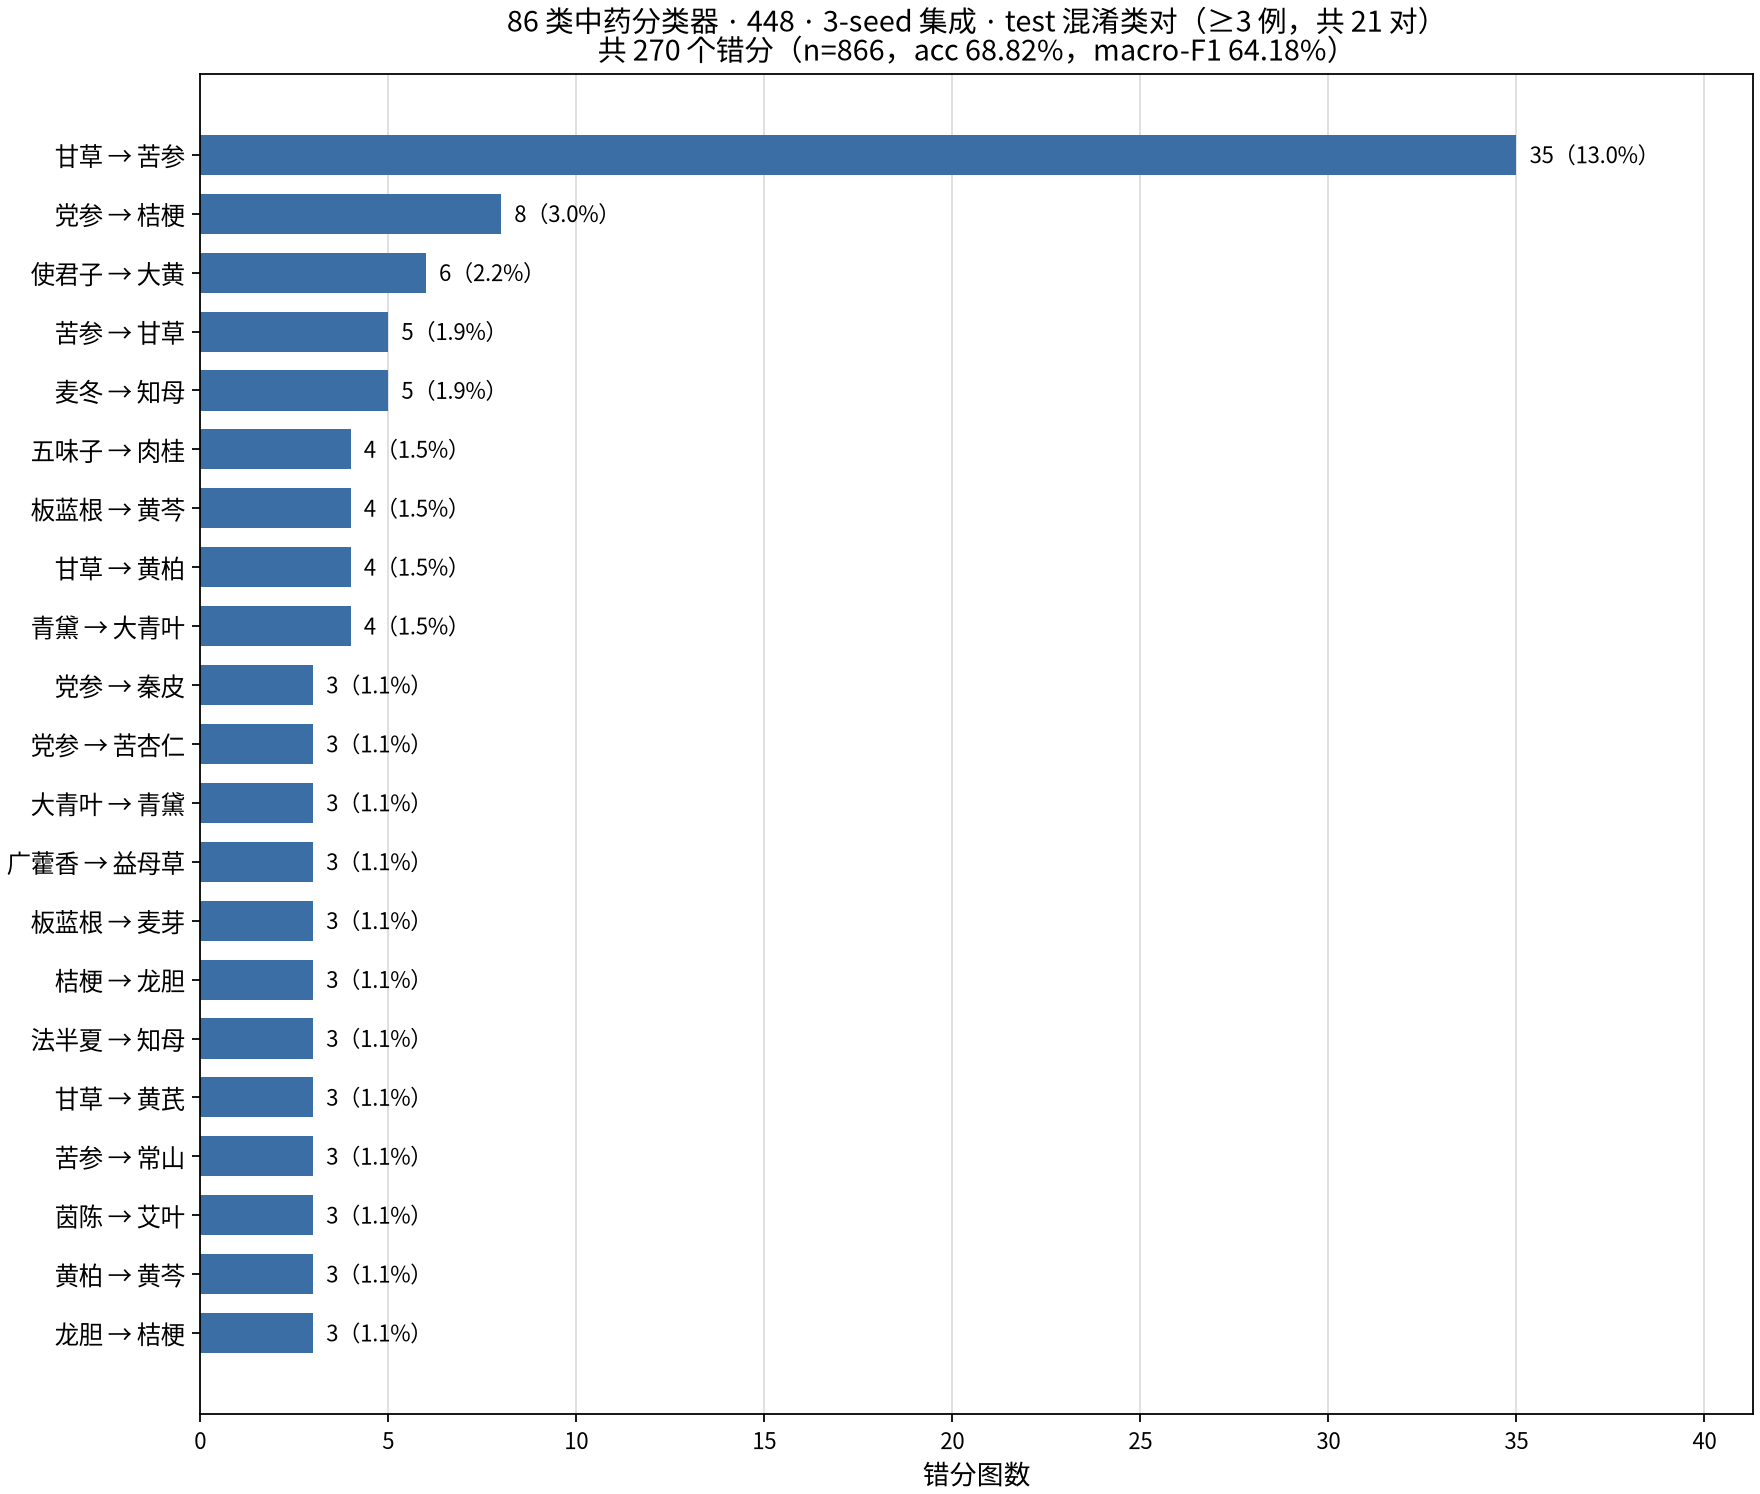 86 类中药分类器 · 448 · 3-seed 集成 · test 混淆类对（≥3 例，共 21 对）
共 270 个错分（n=866，acc 68.82%，macro-F1 64.18%）
甘草 → 苦参 35（13.0%）
党参 → 桔梗 8（3.0%）
使君子 → 大黄 6（2.2%）
苦参 → 甘草 5（1.9%）
麦冬 → 知母 5（1.9%）
五味子 → 肉桂 4（1.5%）
板蓝根 → 黄芩 4（1.5%）
甘草 → 黄柏 4（1.5%）
青黛 → 大青叶 4（1.5%）
党参 → 秦皮 3（1.1%）
党参 → 苦杏仁 3（1.1%）
大青叶 → 青黛 3（1.1%）
广藿香 → 益母草 3（1.1%）
板蓝根 → 麦芽 3（1.1%）
桔梗 → 龙胆 3（1.1%）
法半夏 → 知母 3（1.1%）
甘草 → 黄芪 3（1.1%）
苦参 → 常山 3（1.1%）
茵陈 → 艾叶 3（1.1%）
黄柏 → 黄芩 3（1.1%）
龙胆 → 桔梗 3（1.1%）
0 5 10 15 20 25 30 35 40
错分图数